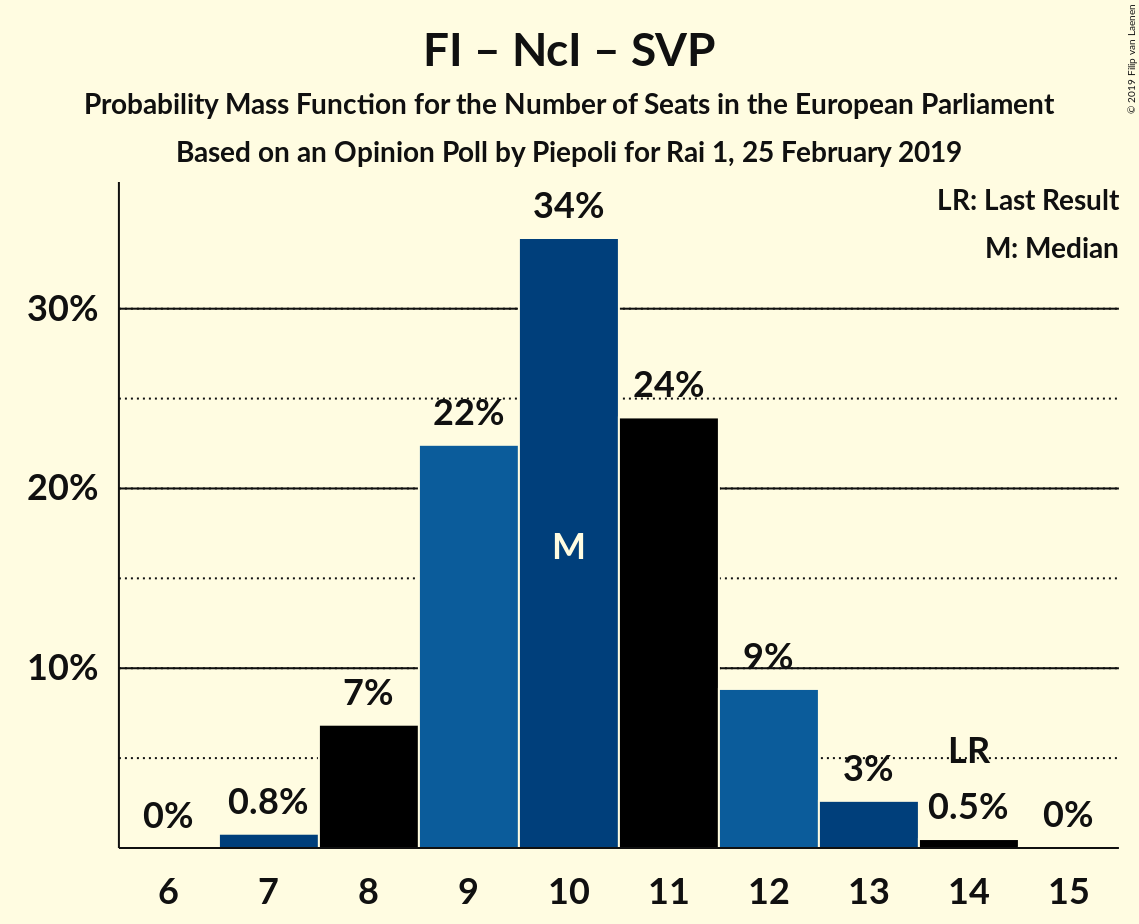 FI – NcI – SVP
Probability Mass Function for the Number of Seats in the European Parliament
Based on an Opinion Poll by Piepoli for Rai 1, 25 February 2019
© 2019 Filip van Laenen
LR: Last Result
M: Median
34%
30%
24%
22%
20%
M
10%
9%
7%
LR
3%
0.8%
0.5%
0%
0%
6 7 8 9 10 11 12 13 14 15